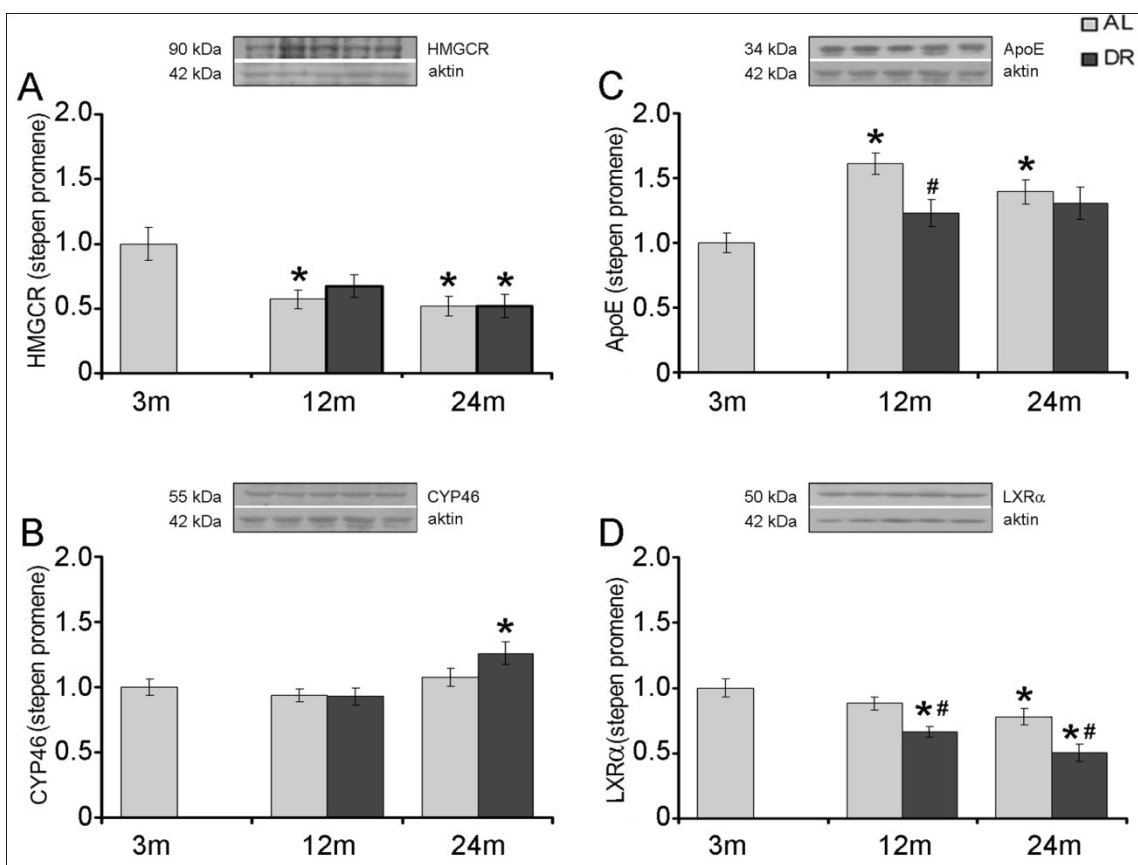 AL
DR
A
90 kDa
HMGCR
42 kDa
aktin
HMGCR (stepen promene)
2.0
1.5
1.0
0.5
0
*
*
*
3m
12m
24m
C
34 kDa
ApoE
42 kDa
aktin
ApoE (stepen promene)
2.0
1.5
1.0
0.5
0
*
#
*
3m
12m
24m
B
55 kDa
CYP46
42 kDa
aktin
CYP46 (stepen promene)
2.0
1.5
1.0
0.5
0
*
3m
12m
24m
D
50 kDa
LXRα
42 kDa
aktin
LXRα (stepen promene)
2.0
1.5
1.0
0.5
0
*#
*
*#
3m
12m
24m